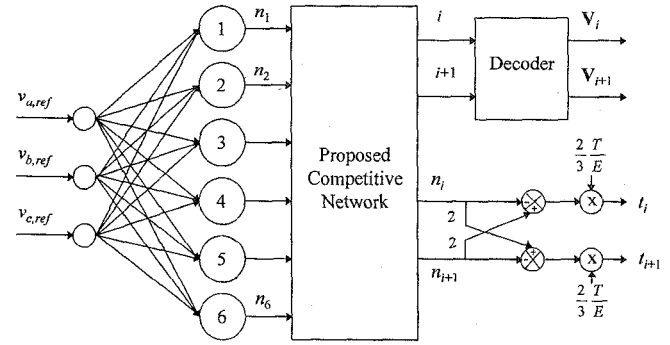 v_{a,ref}
v_{b,ref}
v_{c,ref}
1
2
3
4
5
6
n_1
n_2
n_6
Proposed
Competitive
Network
i
i+1
Decoder
V_i
V_{i+1}
n_i
n_{i+1}
2
2
-
+
+
-
2/3 T/E
x
t_i
x
t_{i+1}
2/3 T/E